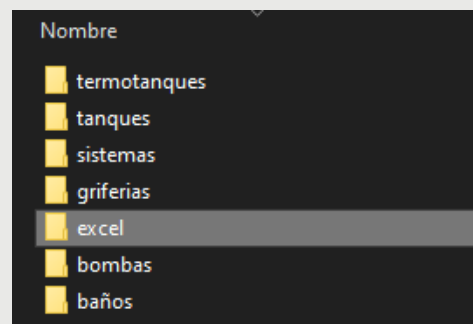 Nombre
termotanques
tanques
sistemas
griferias
excel
bombas
baños